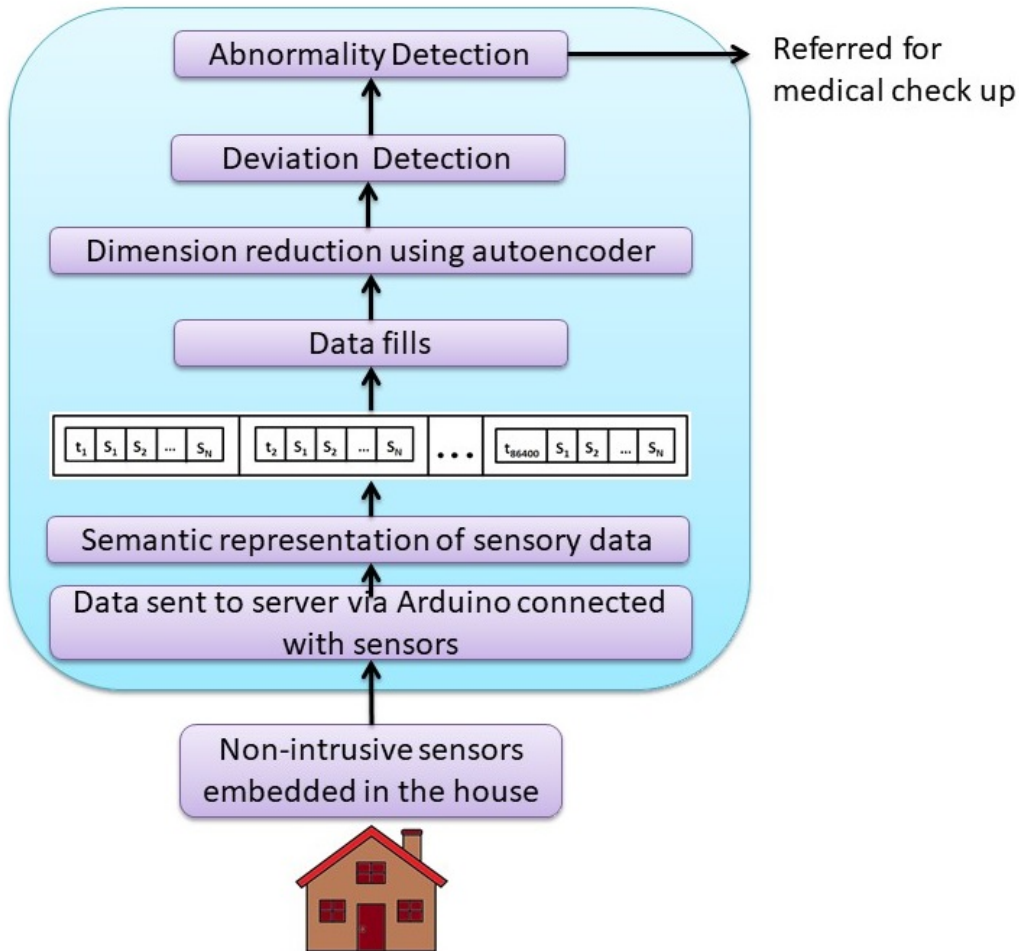 Abnormality Detection
Referred for
medical check up
Deviation Detection
Dimension reduction using autoencoder
Data fills
t1 S1 S2 ... SN t2 S1 S2 ... SN ... t86400 S1 S2 ... SN
Semantic representation of sensory data
Data sent to server via Arduino connected
with sensors
Non-intrusive sensors
embedded in the house